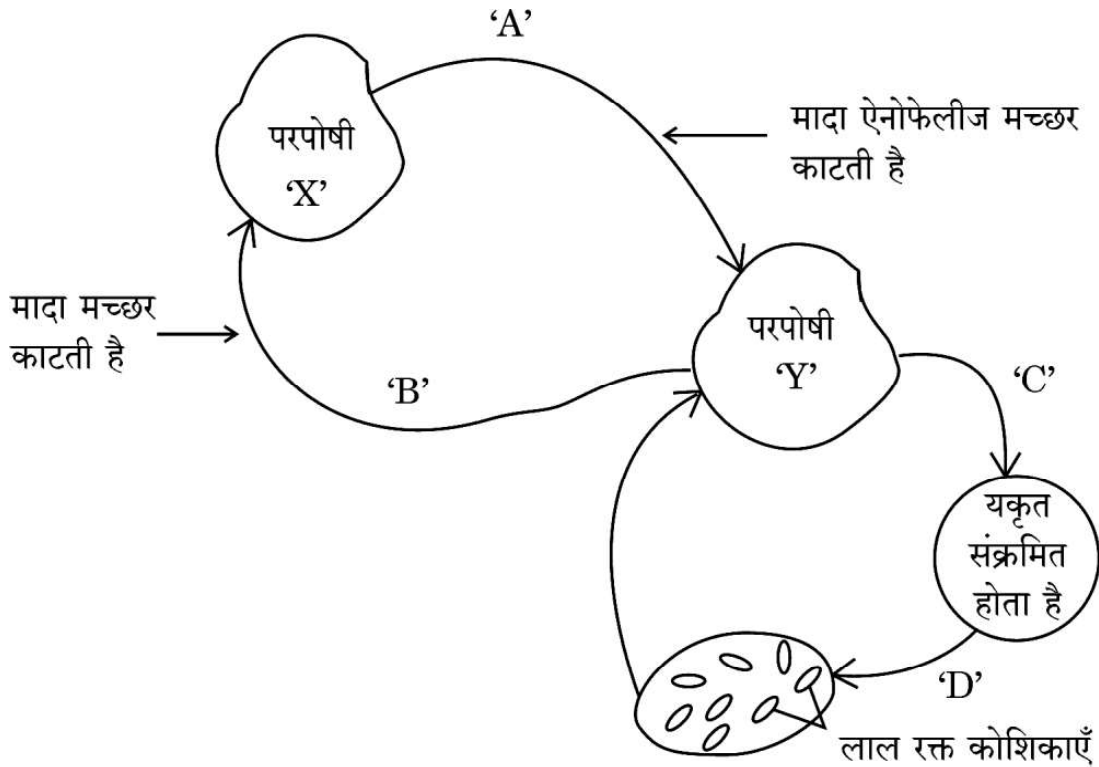 ‘A’
परपोषी
‘X’
मादा ऐनोफेलीज मच्छर
काटती है
मादा मच्छर
काटती है
‘B’
परपोषी
‘Y’
‘C’
यकृत
संक्रमित
होता है
‘D’
लाल रक्त कोशिकाएँ